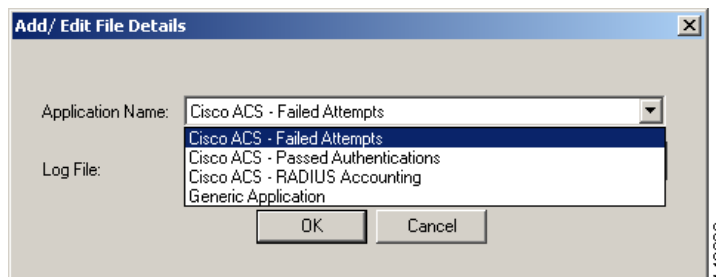 Add/ Edit File Details
Application Name:
Cisco ACS - Failed Attempts
Cisco ACS - Failed Attempts
Cisco ACS - Passed Authentications
Log File:
Cisco ACS - RADIUS Accounting
Generic Application
OK
Cancel